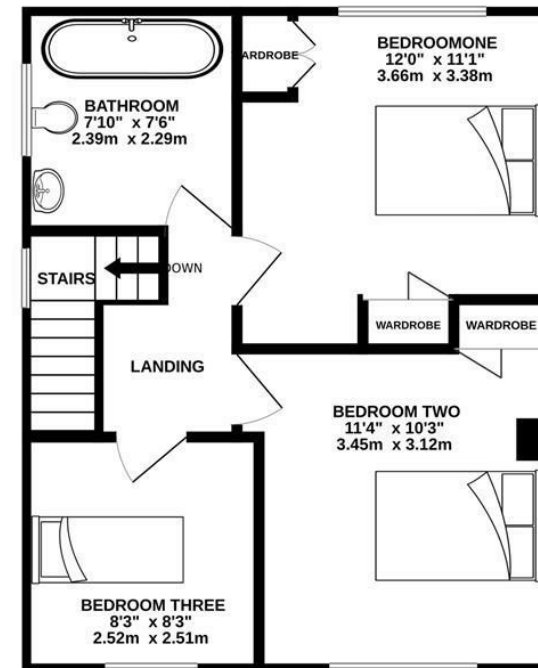 ARDROBE
BEDROOMONE
12'0" x 11'1"
3.66m x 3.38m
BATHROOM
7'10" x 7'6"
2.39m x 2.29m
STAIRS
DOWN
WARDROBE
WARDROBE
LANDING
BEDROOM TWO
11'4" x 10'3"
3.45m x 3.12m
BEDROOM THREE
8'3" x 8'3"
2.52m x 2.51m